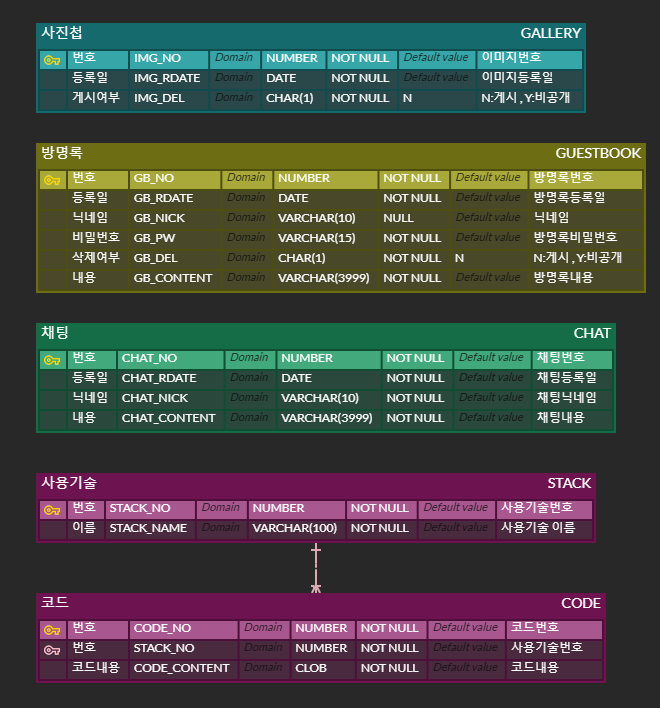 사진첩 GALLERY
번호 IMG_NO Domain NUMBER NOT NULL Default value 이미지번호
등록일 IMG_RDATE Domain DATE NOT NULL Default value 이미지등록일
게시여부 IMG_DEL Domain CHAR(1) NOT NULL N N:게시 , Y:비공개
방명록 GUESTBOOK
번호 GB_NO Domain NUMBER NOT NULL Default value 방명록번호
등록일 GB_RDATE Domain DATE NOT NULL Default value 방명록등록일
닉네임 GB_NICK Domain VARCHAR(10) NULL Default value 닉네임
비밀번호 GB_PW Domain VARCHAR(15) NOT NULL Default value 방명록비밀번호
삭제여부 GB_DEL Domain CHAR(1) NOT NULL N N:게시 , Y:비공개
내용 GB_CONTENT Domain VARCHAR(3999) NOT NULL Default value 방명록내용
채팅 CHAT
번호 CHAT_NO Domain NUMBER NOT NULL Default value 채팅번호
등록일 CHAT_RDATE Domain DATE NOT NULL Default value 채팅등록일
닉네임 CHAT_NICK Domain VARCHAR(10) NOT NULL Default value 채팅닉네임
내용 CHAT_CONTENT Domain VARCHAR(3999) NOT NULL Default value 채팅내용
사용기술 STACK
번호 STACK_NO Domain NUMBER NOT NULL Default value 사용기술번호
이름 STACK_NAME Domain VARCHAR(100) NOT NULL Default value 사용기술 이름
코드 CODE
번호 CODE_NO Domain NUMBER NOT NULL Default value 코드번호
번호 STACK_NO Domain NUMBER NOT NULL Default value 사용기술번호
코드내용 CODE_CONTENT Domain CLOB NOT NULL Default value 코드내용